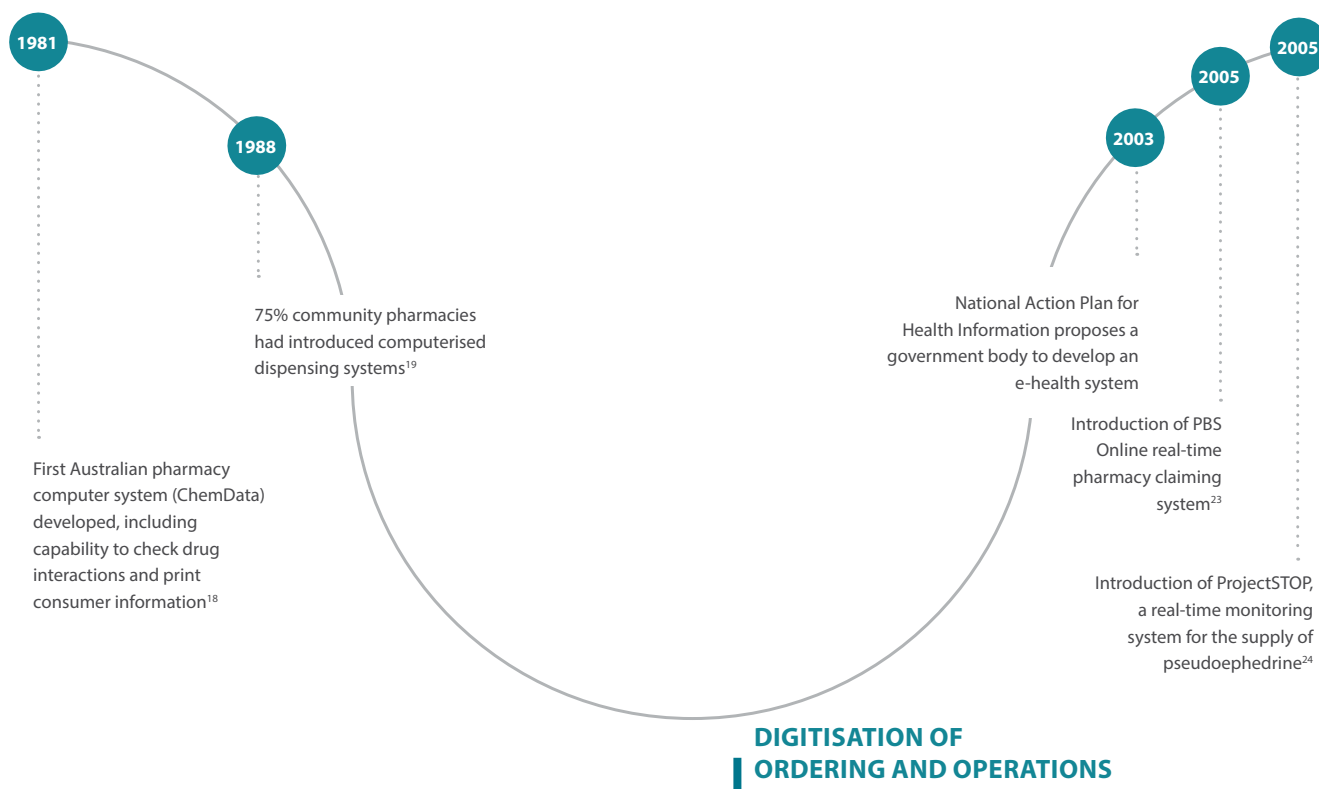 1981
First Australian pharmacy
computer system (ChemData)
developed, including
capability to check drug
interactions and print
consumer information18
1988
75% community pharmacies
had introduced computerised
dispensing systems19
2003
National Action Plan for
Health Information proposes a
government body to develop an
e-health system
2005
Introduction of PBS
Online real-time
pharmacy claiming
system23
2005
Introduction of ProjectSTOP,
a real-time monitoring
system for the supply of
pseudoephedrine24
DIGITISATION OF
ORDERING AND OPERATIONS